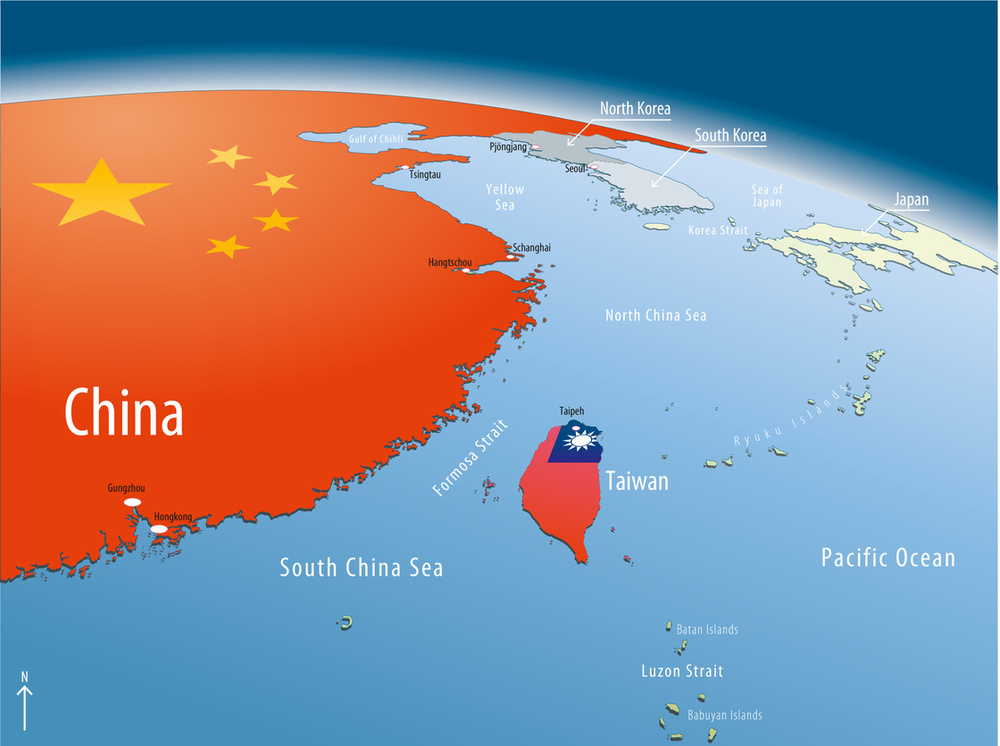 North Korea
South Korea
Gulf of Chihli
Pjöngjang
Seoul
Tsingtau
Yellow
Sea
Sea of
Japan
Japan
Korea Strait
Schanghai
Hangtschou
North China Sea
China
Ryuku Islands
Taipeh
Formosa Strait
Taiwan
Gungzhou
Hongkong
South China Sea
Pacific Ocean
Batan Islands
Luzon Strait
N
Babuyan Islands